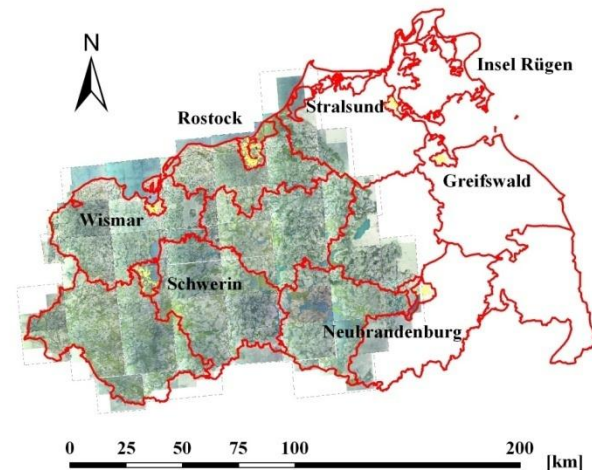 N
Insel Rügen
Rostock
Stralsund
Greifswald
Wismar
Schwerin
Neubrandenburg
0 25 50 75 100 200 [km]